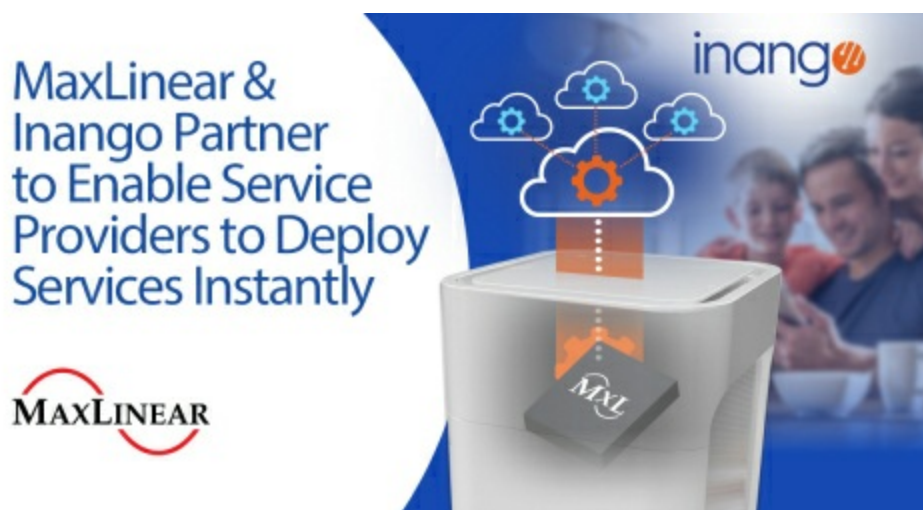 MaxLinear &
Inango Partner
to Enable Service
Providers to Deploy
Services Instantly
MAXLINEAR
inango
MxL